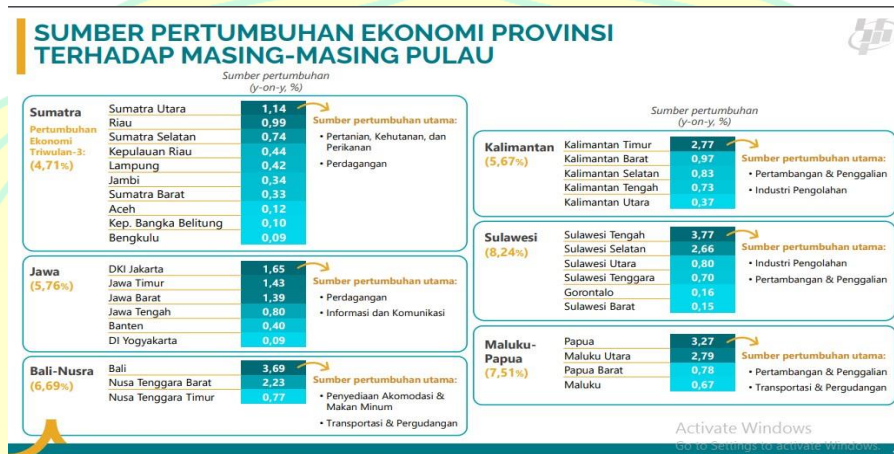 SUMBER PERTUMBUHAN EKONOMI PROVINSI
TERHADAP MASING-MASING PULAU
Sumber pertumbuhan
(y-on-y, %)
Sumatra
Pertumbuhan
Ekonomi
Triwulan-3:
(4,71%)
Sumatra Utara 1,14
Riau 0,99
Sumatra Selatan 0,74
Kepulauan Riau 0,44
Lampung 0,42
Jambi 0,34
Sumatra Barat 0,33
Aceh 0,12
Kep. Bangka Belitung 0,10
Bengkulu 0,09
Sumber pertumbuhan utama:
• Pertanian, Kehutanan, dan
Perikanan
• Perdagangan
Jawa
(5,76%)
DKI Jakarta 1,65
Jawa Timur 1,43
Jawa Barat 1,39
Jawa Tengah 0,80
Banten 0,40
DI Yogyakarta 0,09
Sumber pertumbuhan utama:
• Perdagangan
• Informasi dan Komunikasi
Bali-Nusra
(6,69%)
Bali 3,69
Nusa Tenggara Barat 2,23
Nusa Tenggara Timur 0,77
Sumber pertumbuhan utama:
• Penyediaan Akomodasi &
Makan Minum
• Transportasi & Pergudangan
Sumber pertumbuhan
(y-on-y, %)
Kalimantan
(5,67%)
Kalimantan Timur 2,77
Kalimantan Barat 0,97
Kalimantan Selatan 0,83
Kalimantan Tengah 0,73
Kalimantan Utara 0,37
Sumber pertumbuhan utama:
• Pertambangan & Penggalian
• Industri Pengolahan
Sulawesi
(8,24%)
Sulawesi Tengah 3,77
Sulawesi Selatan 2,66
Sulawesi Utara 0,80
Sulawesi Tenggara 0,70
Gorontalo 0,16
Sulawesi Barat 0,15
Sumber pertumbuhan utama:
• Industri Pengolahan
• Pertambangan & Penggalian
Maluku-
Papua
(7,51%)
Papua 3,27
Maluku Utara 2,79
Papua Barat 0,78
Maluku 0,67
Sumber pertumbuhan utama:
• Pertambangan & Penggalian
• Transportasi & Pergudangan
Activate Windows
Go to Settings to activate Windows.